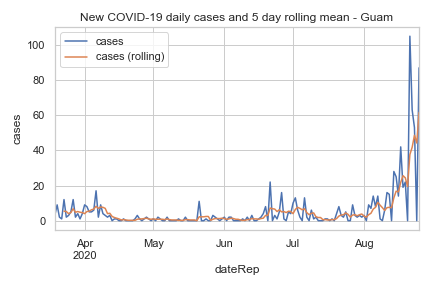 New COVID-19 daily cases and 5 day rolling mean - Guam
cases
cases (rolling)
100
80
60
40
20
0
cases
Apr
2020
May
Jun
Jul
Aug
dateRep